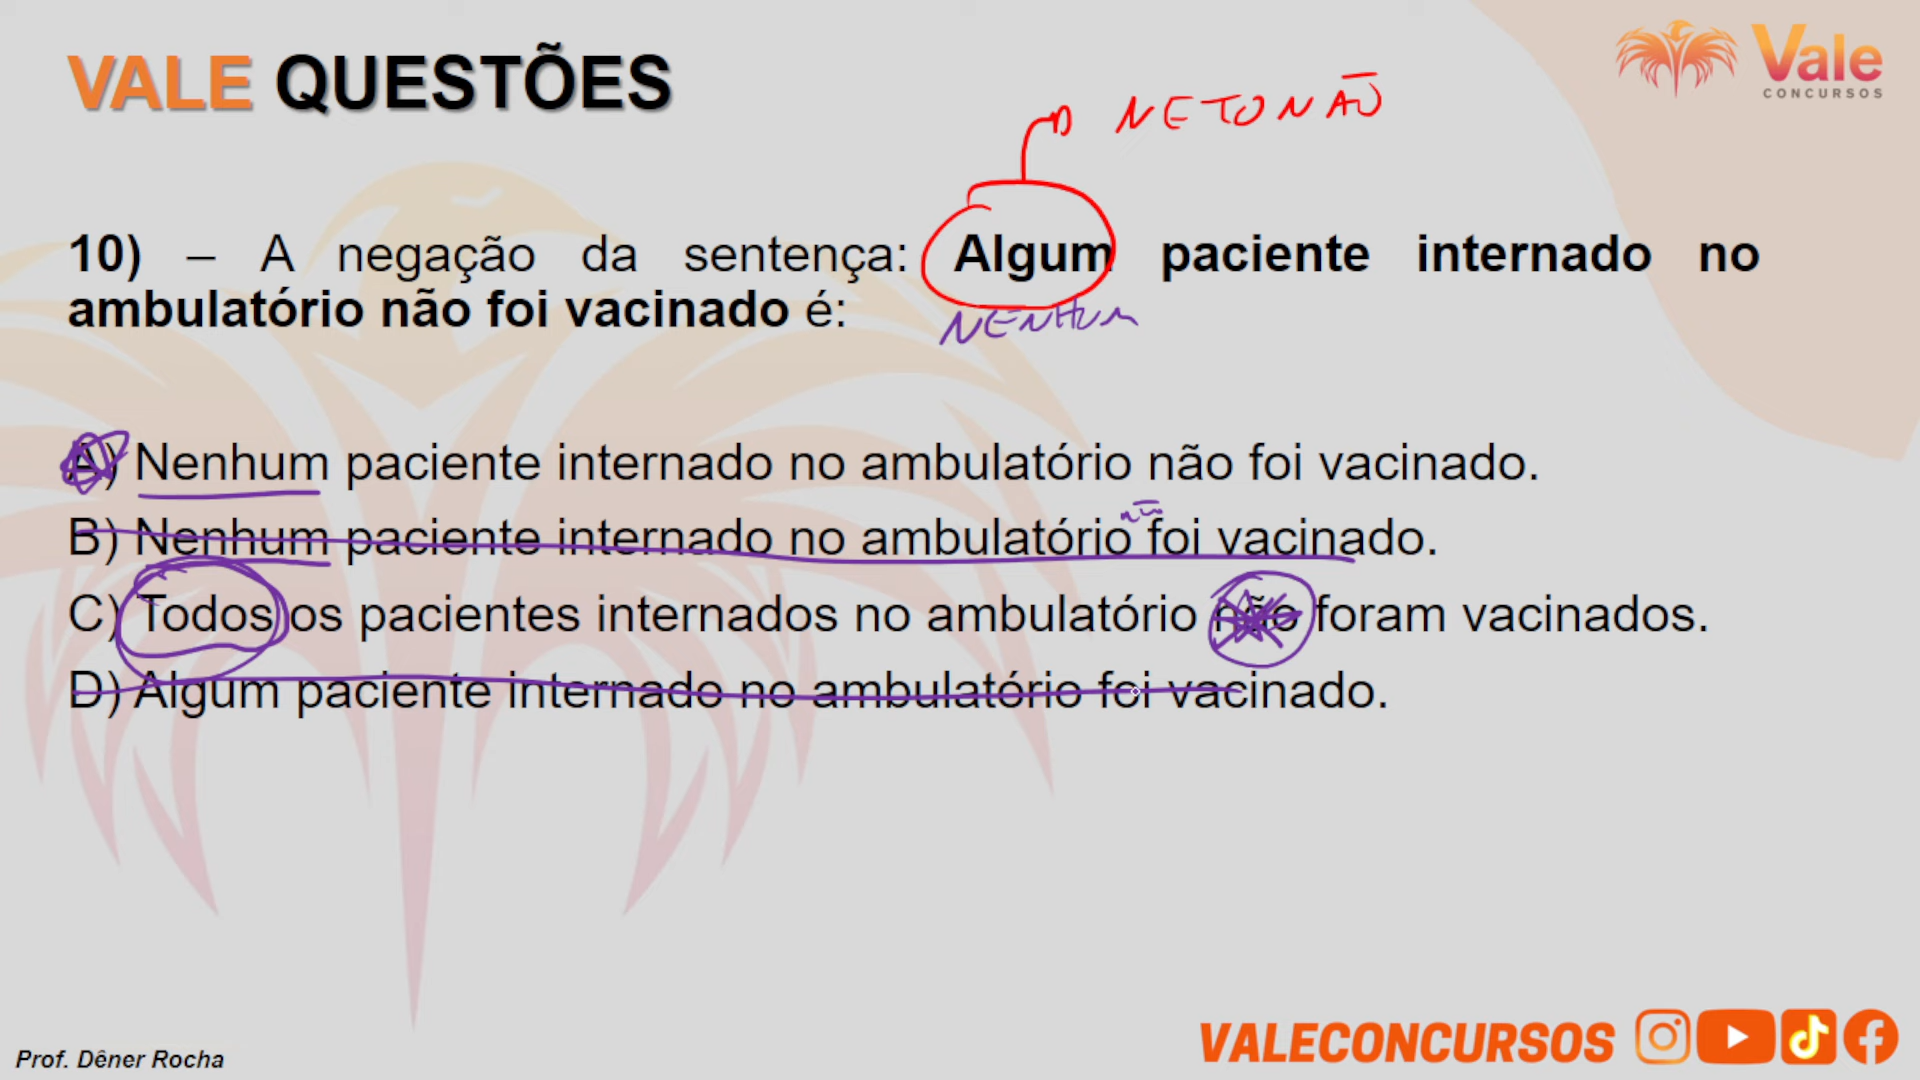 VALE QUESTÕES
Vale
CONCURSOS
NETONÃO
10) – A negação da sentença: Algum paciente internado no
ambulatório não foi vacinado é:
NENHUM
A) Nenhum paciente internado no ambulatório não foi vacinado.
não
B) Nenhum paciente internado no ambulatório foi vacinado.
C) Todos os pacientes internados no ambulatório não foram vacinados.
D) Algum paciente internado no ambulatório foi vacinado.
VALECONCURSOS
Prof. Dêner Rocha